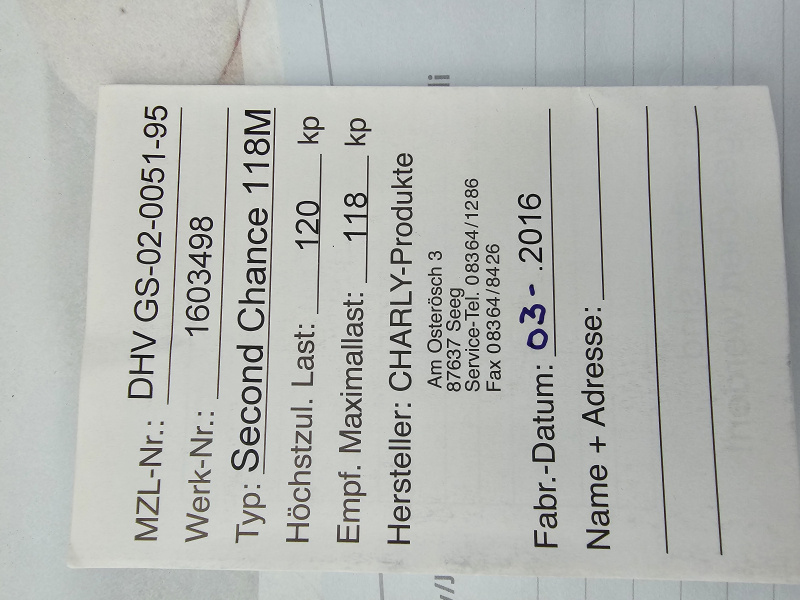 MZL-Nr.: DHV GS-02-0051-95
Werk-Nr.: 1603498
Typ: Second Chance 118M
Höchstzul. Last: 120 kp
Empf. Maximallast: 118 kp
Hersteller: CHARLY-Produkte
Am Osterösch 3
87637 Seeg
Service-Tel. 08364/1286
Fax 08364/8426
Fabr.-Datum: 03-.2016
Name + Adresse: